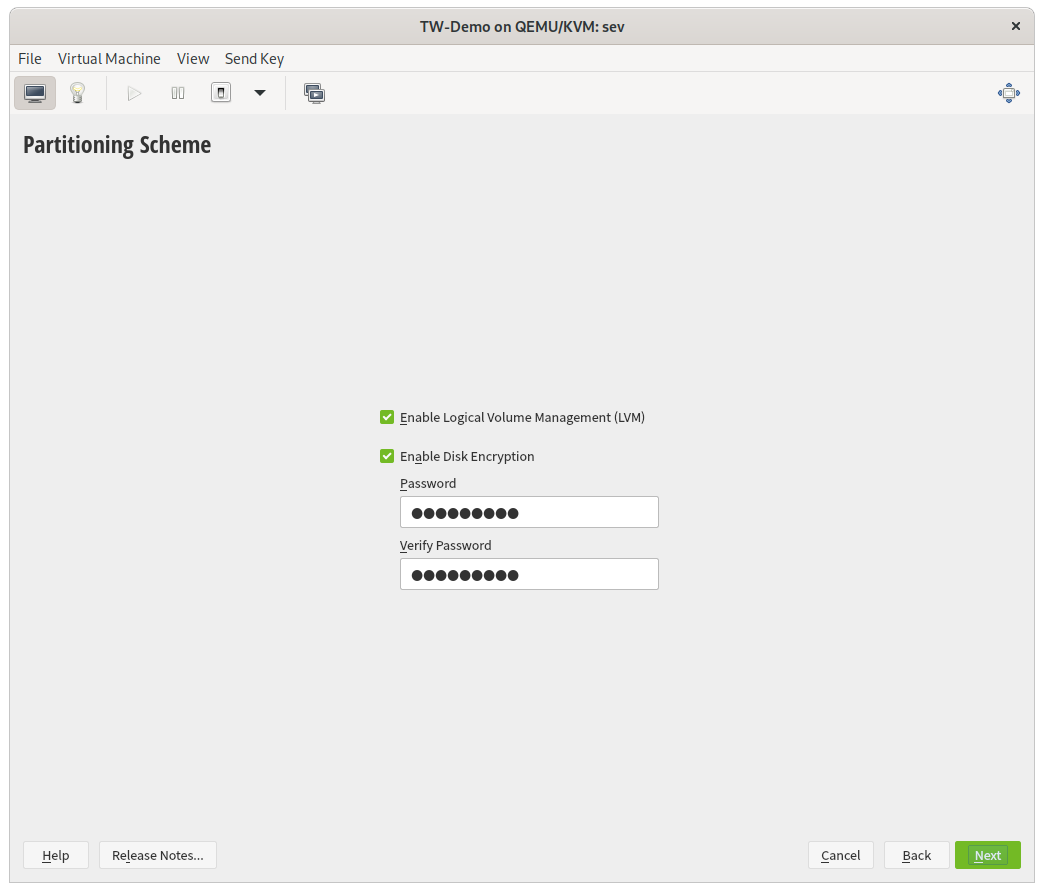 TW-Demo on QEMU/KVM: sev
File Virtual Machine View Send Key
Partitioning Scheme
Enable Logical Volume Management (LVM)
Enable Disk Encryption
Password
●●●●●●●●●
Verify Password
●●●●●●●●●
Help Release Notes... Cancel Back Next